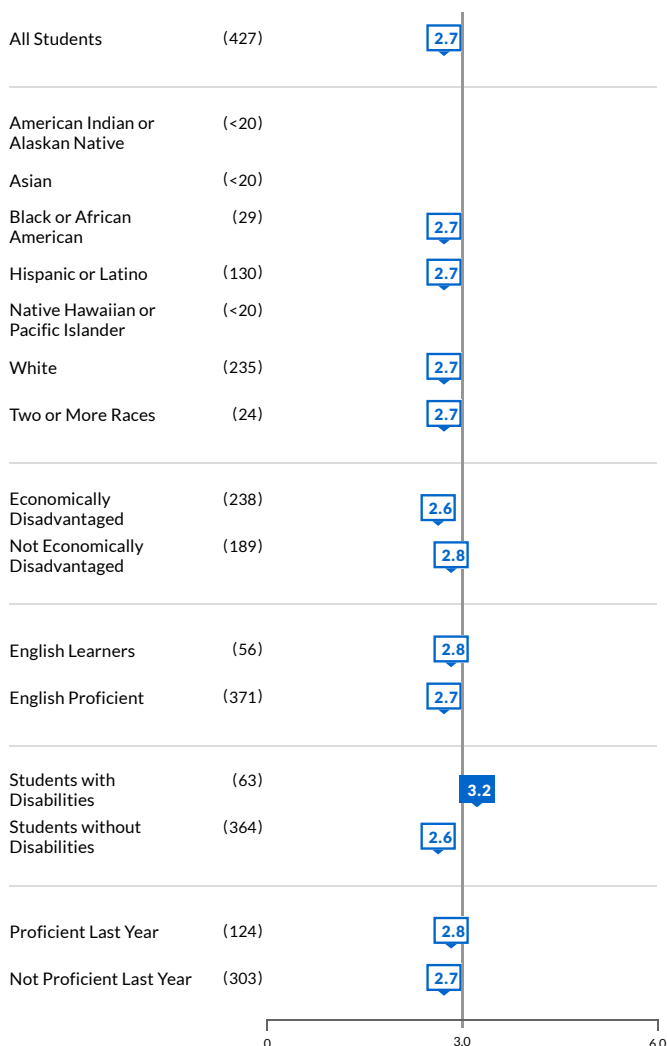 All Students (427) 2.7
American Indian or (<20)
Alaskan Native
Asian (<20)
Black or African (29) 2.7
American
Hispanic or Latino (130) 2.7
Native Hawaiian or (<20)
Pacific Islander
White (235) 2.7
Two or More Races (24) 2.7
Economically (238) 2.6
Disadvantaged
Not Economically (189) 2.8
Disadvantaged
English Learners (56) 2.8
English Proficient (371) 2.7
Students with (63) 3.2
Disabilities
Students without (364) 2.6
Disabilities
Proficient Last Year (124) 2.8
Not Proficient Last Year (303) 2.7
0 3.0 6.0